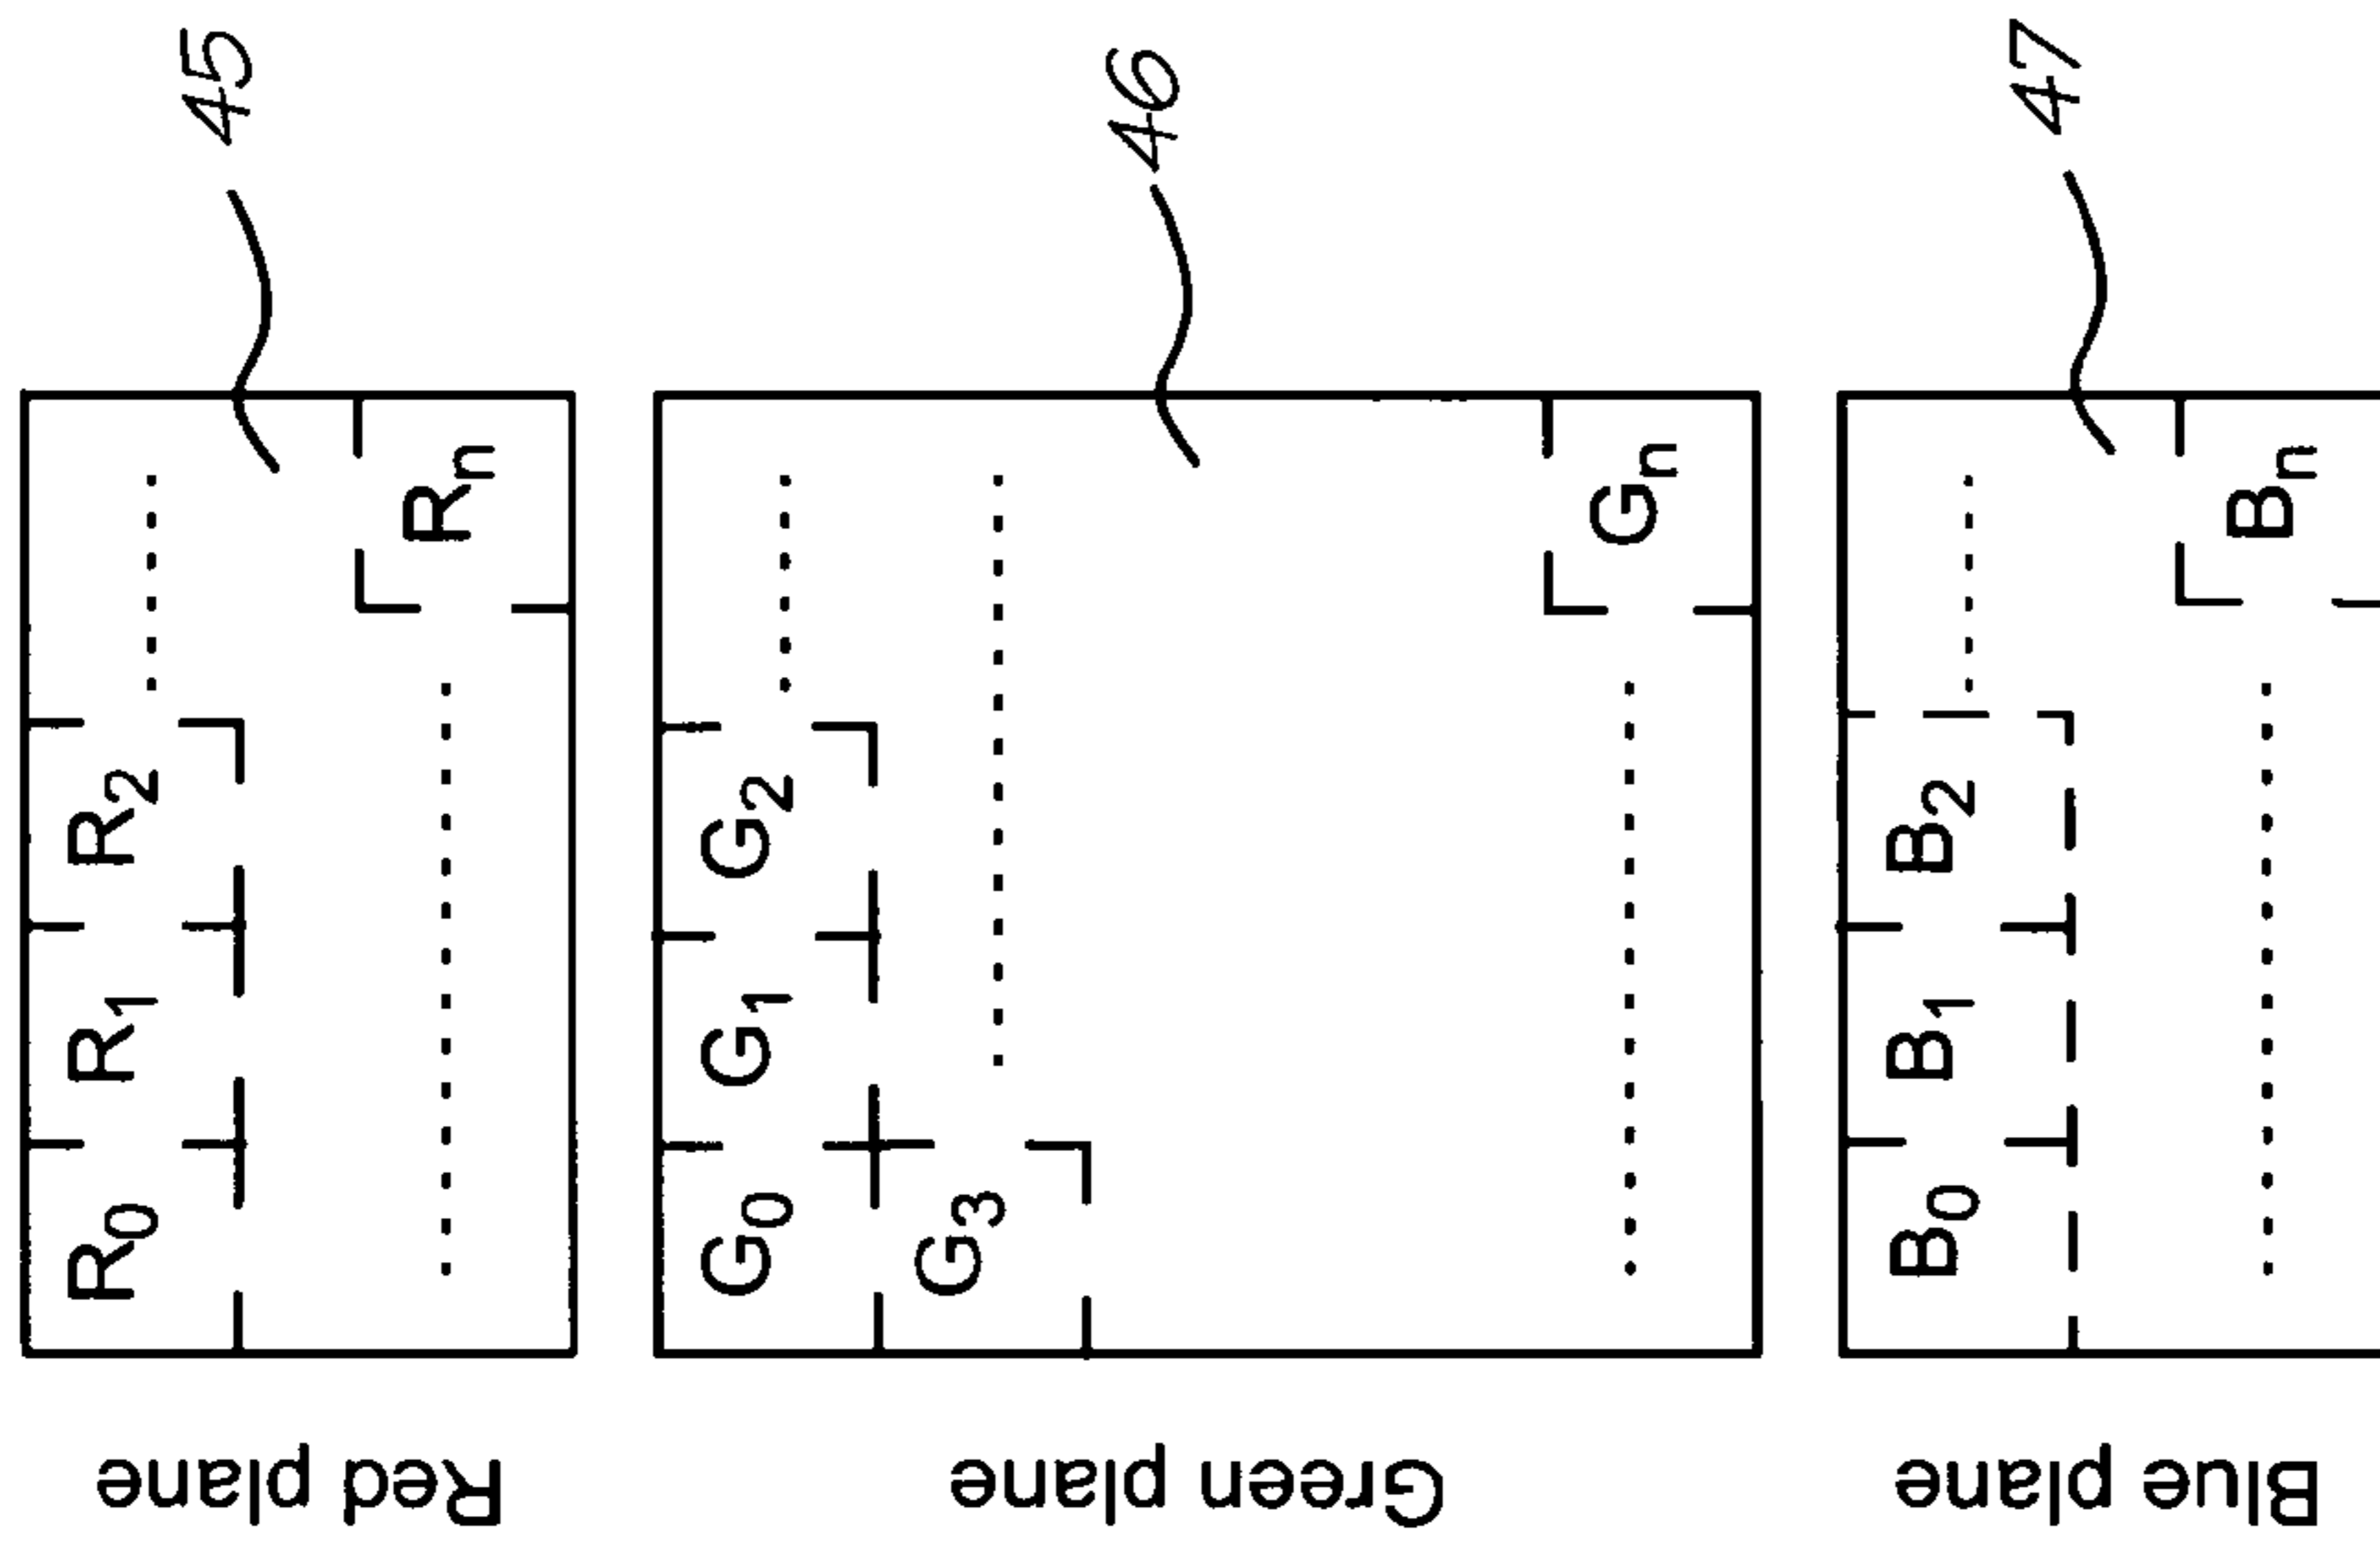 45
R₀ R₁ R₂
Rₙ
Red plane
46
G₀ G₁ G₂
G₃
Gₙ
Green plane
47
B₀ B₁ B₂
Bₙ
Blue plane